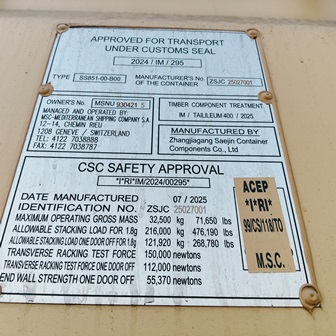 APPROVED FOR TRANSPORT
UNDER CUSTOMS SEAL
2024 / IM / 295
TYPE SS851-00-B00 MANUFACTURER'S NO. OF THE CONTAINER ZSJC 25027001
OWNER'S No. MSNU 930421 5
MANAGED AND OPERATED BY:
MSC-MEDITERRANEAN SHIPPING COMPANY S.A.
12-14, CHEMIN RIEU
1208 GENEVE / SWITZERLAND
TEL: 4122 7038888
FAX: 4122 7038787
TIMBER COMPONENT TREATMENT
IM / TAILLEUM 400 / 2025
MANUFACTURED BY
Zhangjiagang Saejin Container
Components Co., Ltd
CSC SAFETY APPROVAL
*I*RI*/IM/2024/00295*
DATE MANUFACTURED 07 / 2025
IDENTIFICATION NO. ZSJC 25027001
MAXIMUM OPERATING GROSS MASS 32,500 kg 71,650 lbs
ALLOWABLE STACKING LOAD FOR 1.8g 216,000 kg 476,190 lbs
ALLOWABLE STACKING LOAD ONE DOOR OFF FOR 1.8g 121,920 kg 268,780 lbs
TRANSVERSE RACKING TEST FORCE 150,000 newtons
TRANSVERSE RACKING TEST FORCE ONE DOOR OFF 112,000 newtons
END WALL STRENGTH ONE DOOR OFF 55,370 newtons
ACEP
*I*RI*
99/CS/118/TO
M.S.C.